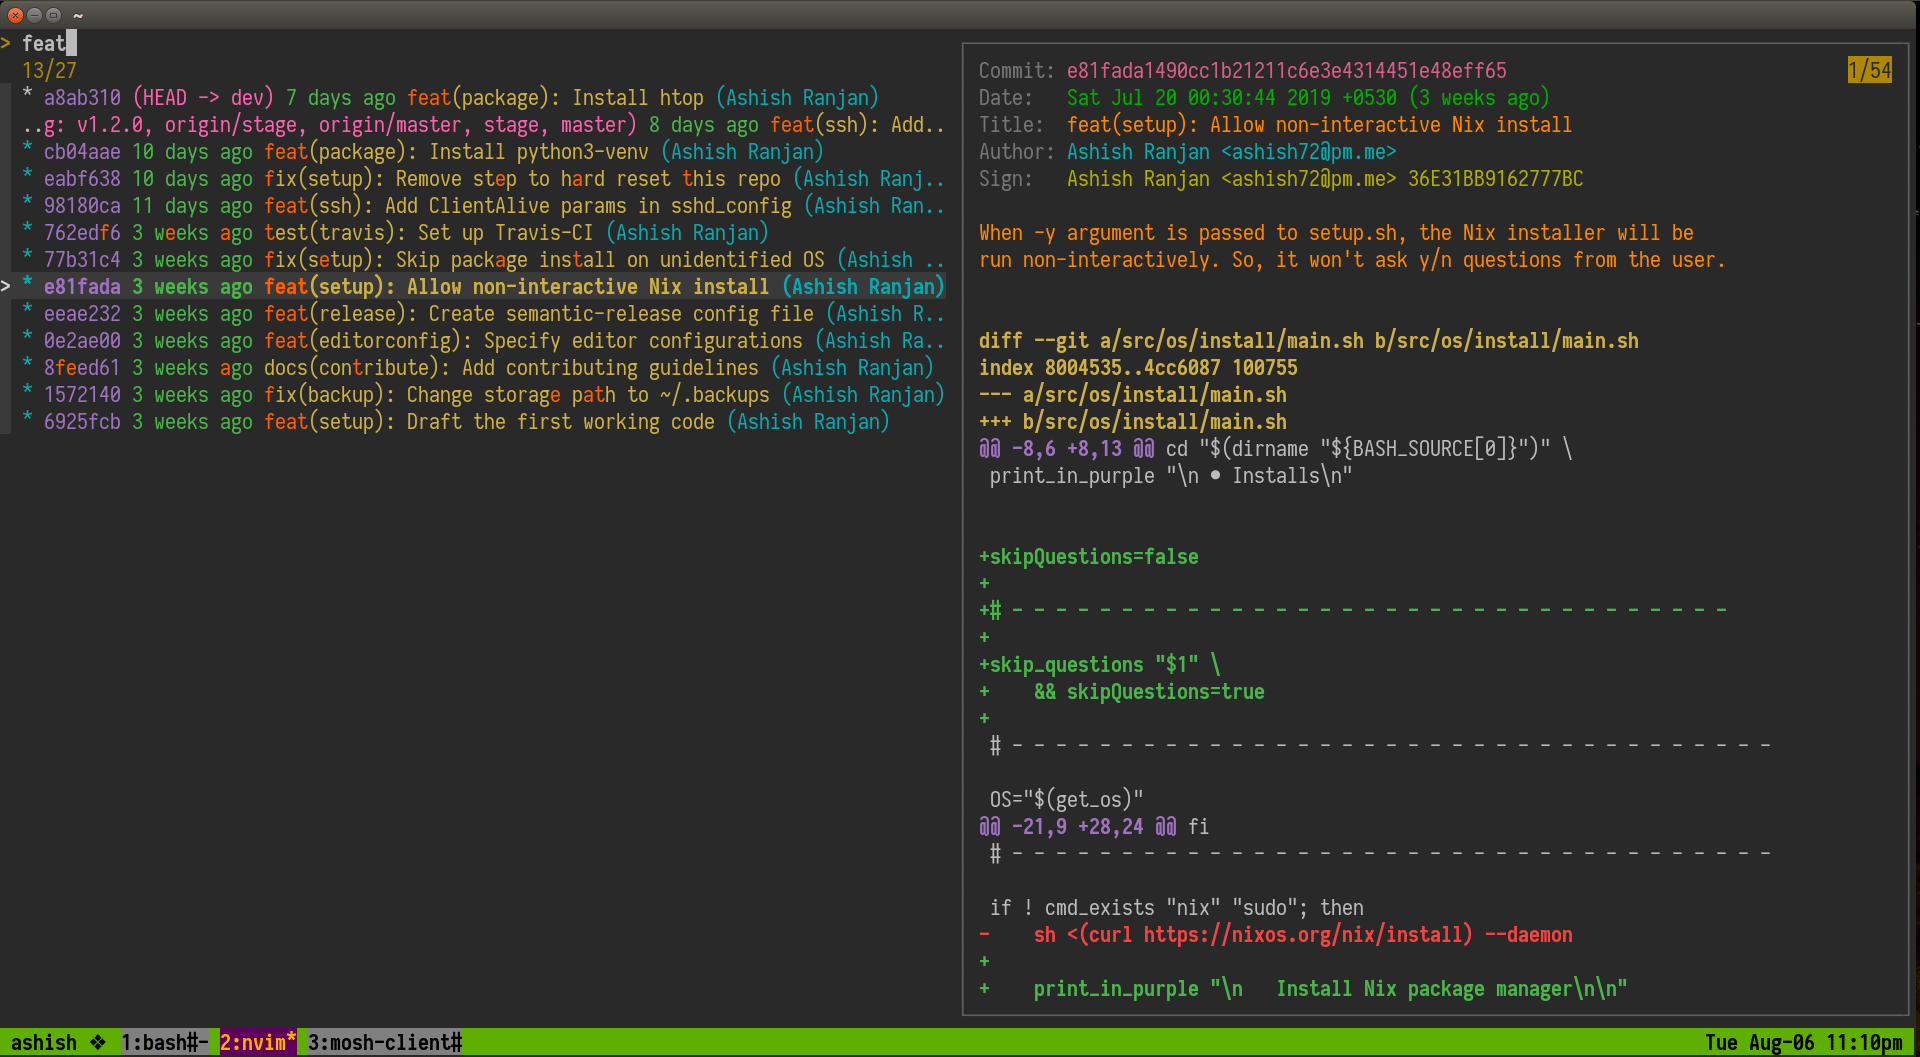 ~
> feat
13/27
* a8ab310 (HEAD -> dev) 7 days ago feat(package): Install htop (Ashish Ranjan)
..g: v1.2.0, origin/stage, origin/master, stage, master) 8 days ago feat(ssh): Add..
* cb04aae 10 days ago feat(package): Install python3-venv (Ashish Ranjan)
* eabf638 10 days ago fix(setup): Remove step to hard reset this repo (Ashish Ranj..
* 98180ca 11 days ago feat(ssh): Add ClientAlive params in sshd_config (Ashish Ran..
* 762edf6 3 weeks ago test(travis): Set up Travis-CI (Ashish Ranjan)
* 77b31c4 3 weeks ago fix(setup): Skip package install on unidentified OS (Ashish ..
> * e81fada 3 weeks ago feat(setup): Allow non-interactive Nix install (Ashish Ranjan)
* eeae232 3 weeks ago feat(release): Create semantic-release config file (Ashish R..
* 0e2ae00 3 weeks ago feat(editorconfig): Specify editor configurations (Ashish Ra..
* 8feed61 3 weeks ago docs(contribute): Add contributing guidelines (Ashish Ranjan)
* 1572140 3 weeks ago fix(backup): Change storage path to ~/.backups (Ashish Ranjan)
* 6925fcb 3 weeks ago feat(setup): Draft the first working code (Ashish Ranjan)
Commit: e81fada1490cc1b21211c6e3e4314451e48eff65 1/54
Date: Sat Jul 20 00:30:44 2019 +0530 (3 weeks ago)
Title: feat(setup): Allow non-interactive Nix install
Author: Ashish Ranjan <ashish72@pm.me>
Sign: Ashish Ranjan <ashish72@pm.me> 36E31BB9162777BC
When -y argument is passed to setup.sh, the Nix installer will be
run non-interactively. So, it won't ask y/n questions from the user.
diff --git a/src/os/install/main.sh b/src/os/install/main.sh
index 8004535..4cc6087 100755
--- a/src/os/install/main.sh
+++ b/src/os/install/main.sh
@@ -8,6 +8,13 @@ cd "$(dirname "${BASH_SOURCE[0]}")" \
print_in_purple "\n • Installs\n"
+skipQuestions=false
+
+# - - - - - - - - - - - - - - - - - - - - - - - - - - - - - - - - -
+
+skip_questions "$1" \
+    && skipQuestions=true
+
# - - - - - - - - - - - - - - - - - - - - - - - - - - - - - - - - - - -
OS="$(get_os)"
@@ -21,9 +28,24 @@ fi
# - - - - - - - - - - - - - - - - - - - - - - - - - - - - - - - - - - -
if ! cmd_exists "nix" "sudo"; then
-    sh <(curl https://nixos.org/nix/install) --daemon
+
+    print_in_purple "\n   Install Nix package manager\n\n"
ashish ❖ 1:bash#- 2:nvim* 3:mosh-client# Tue Aug-06 11:10pm